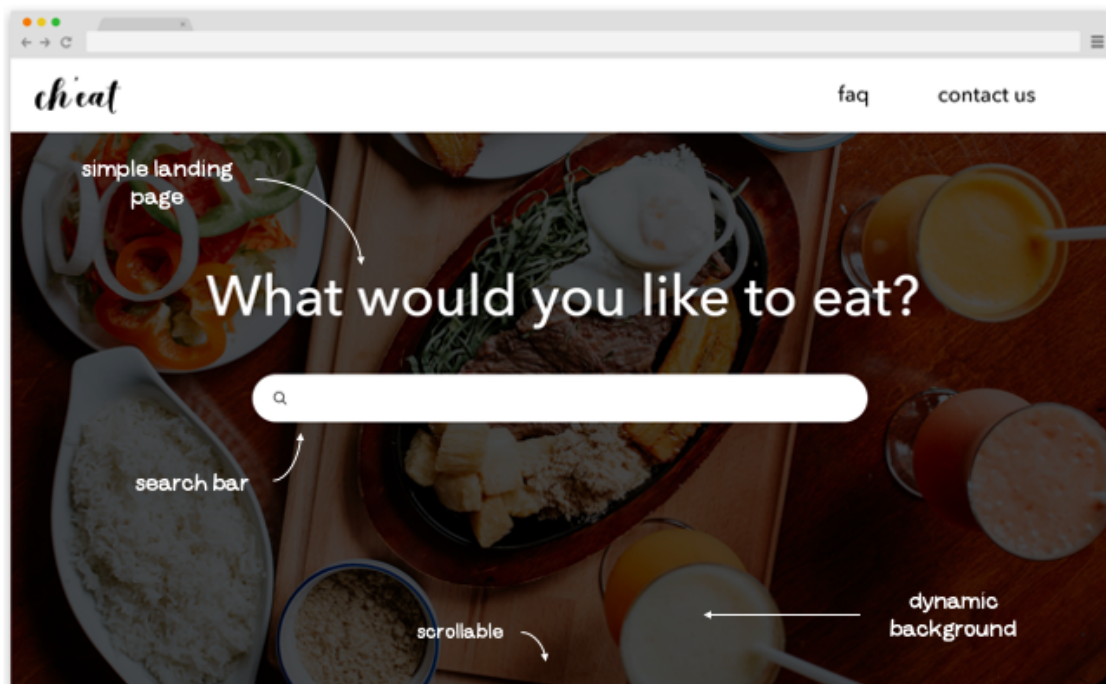 ch'eat
faq
contact us
simple landing
page
What would you like to eat?
search bar
scrollable
dynamic
background